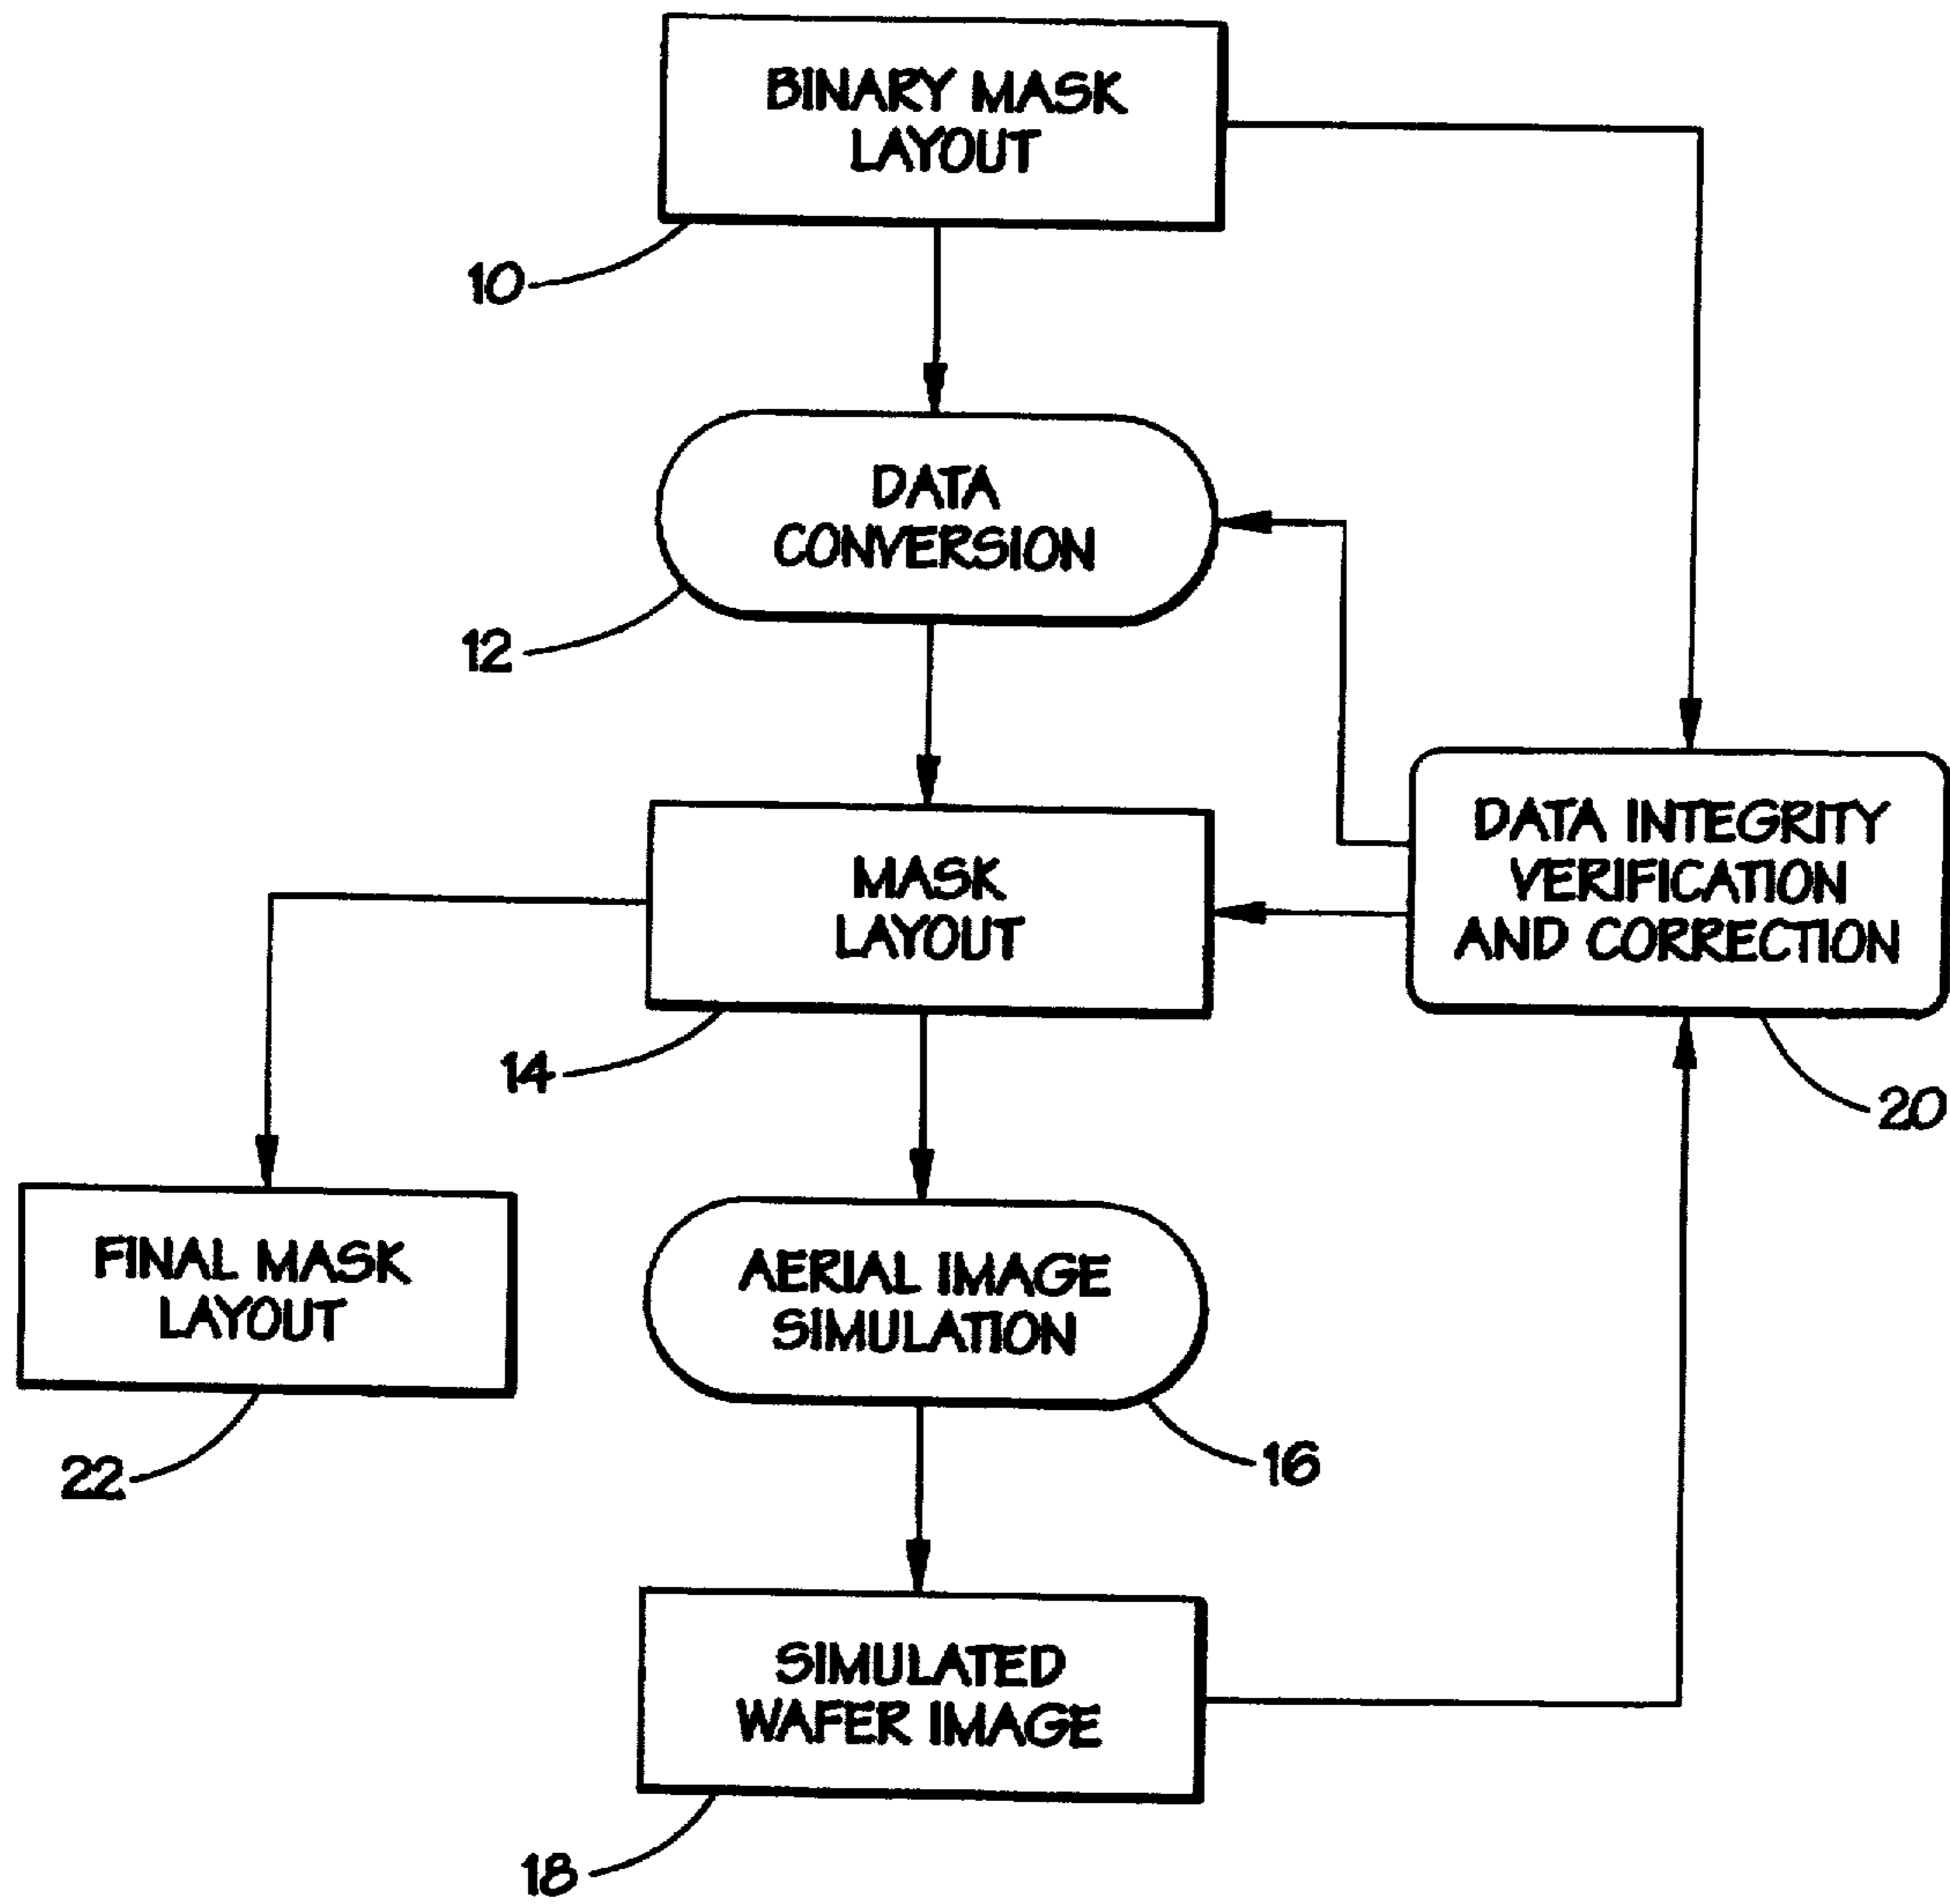 BINARY MASK
LAYOUT
10
DATA
CONVERSION
12
DATA INTEGRITY
VERIFICATION
AND CORRECTION
MASK
LAYOUT
14
20
FINAL MASK
LAYOUT
AERIAL IMAGE
SIMULATION
22
16
SIMULATED
WAFER IMAGE
18